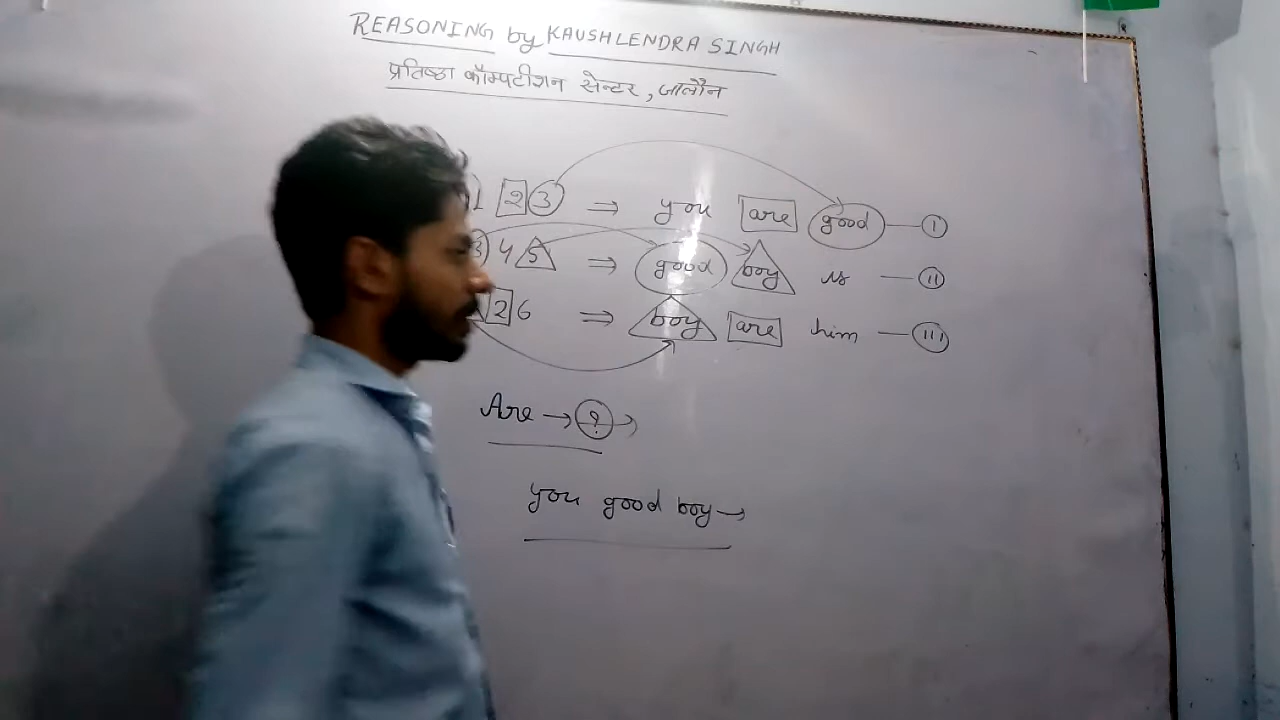 REASONING by KAUSHLENDRA SINGH
प्रतिष्ठा कॉम्पटीशन सेन्टर, जालौन
1 2 3 ⇒ you are good — I
3 4 5 ⇒ good boy is — II
2 6 ⇒ boy are him — III
Are → ? →
you good boy →